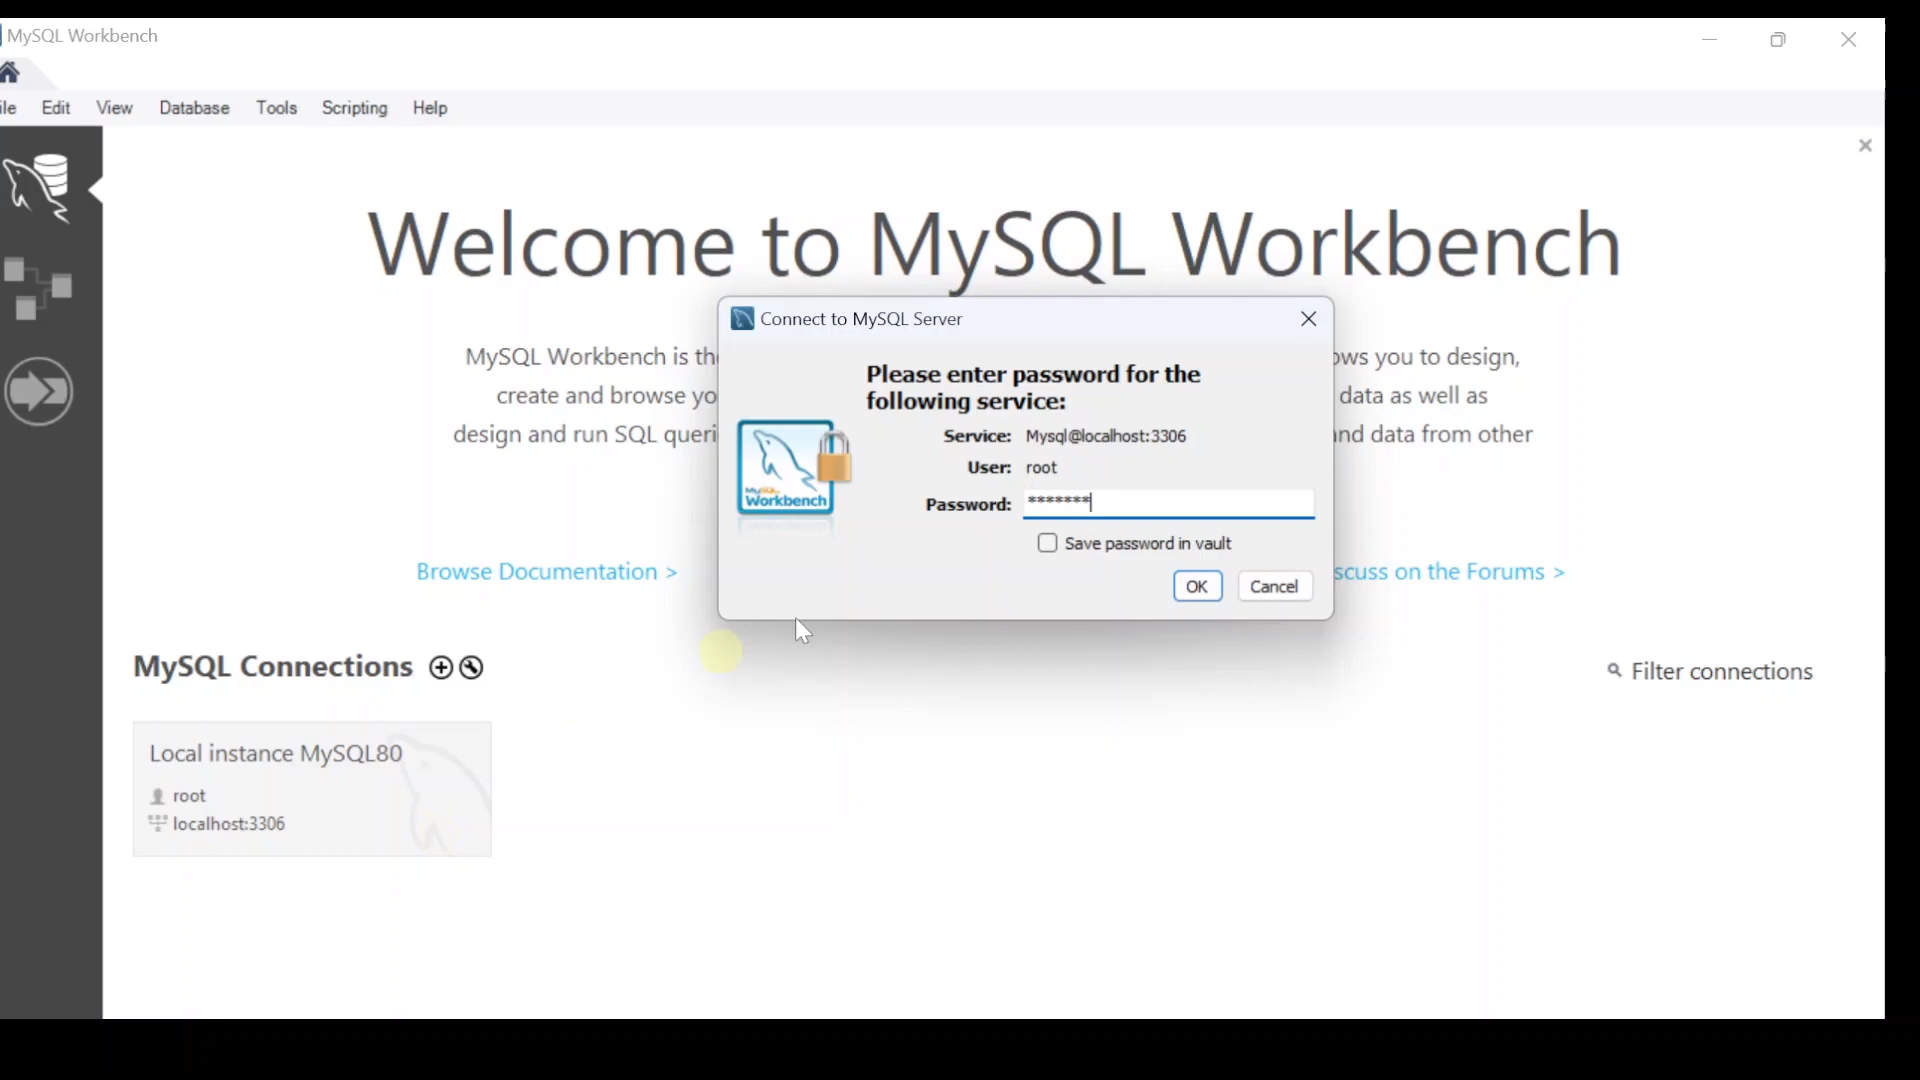 MySQL Workbench
ile Edit View Database Tools Scripting Help
Welcome to MySQL Workbench
Connect to MySQL Server
MySQL Workbench is the
ows you to design,
create and browse yo
data as well as
design and run SQL queri
nd data from other
Please enter password for the
following service:
Service: Mysql@localhost:3306
User: root
Password: *******
Save password in vault
OK Cancel
MySQL
Workbench
Browse Documentation >
scuss on the Forums >
MySQL Connections
Filter connections
Local instance MySQL80
root
localhost:3306